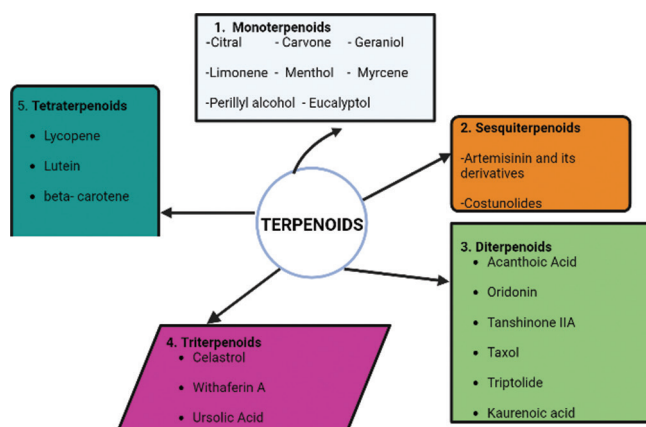 1. Monoterpenoids
-Citral - Carvone - Geraniol
-Limonene - Menthol - Myrcene
-Perillyl alcohol - Eucalyptol
5. Tetraterpenoids
• Lycopene
• Lutein
• beta- carotene
2. Sesquiterpenoids
-Artemisinin and its
derivatives
-Costunolides
TERPENOIDS
3. Diterpenoids
• Acanthoic Acid
• Oridonin
• Tanshinone IIA
• Taxol
• Triptolide
• Kaurenoic acid
4. Triterpenoids
• Celastrol
• Withaferin A
• Ursolic Acid